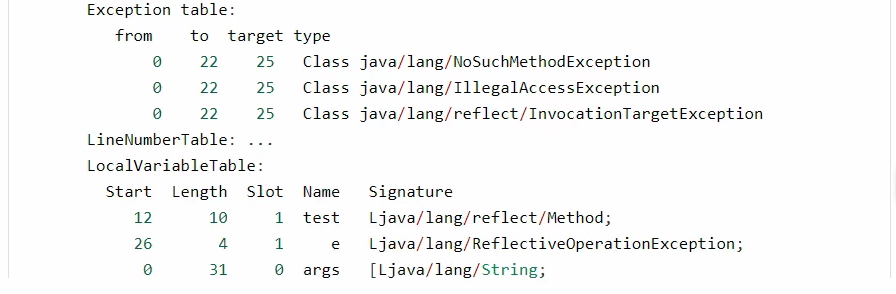 Exception table:
from to target type
0 22 25 Class java/lang/NoSuchMethodException
0 22 25 Class java/lang/IllegalAccessException
0 22 25 Class java/lang/reflect/InvocationTargetException
LineNumberTable: ...
LocalVariableTable:
Start Length Slot Name Signature
12 10 1 test Ljava/lang/reflect/Method;
26 4 1 e Ljava/lang/ReflectiveOperationException;
0 31 0 args [Ljava/lang/String;